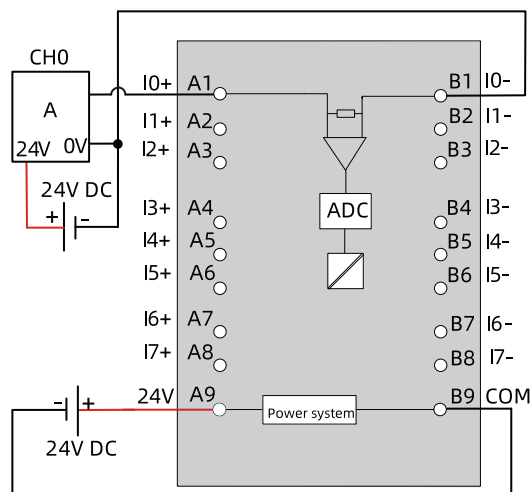 CH0
I0+ A1 B1 I0-
A
I1+ A2 B2 I1-
24V 0V I2+ A3 B3 I2-
24V DC
+ -
I3+ A4 ADC B4 I3-
I4+ A5 B5 I4-
I5+ A6 B6 I5-
I6+ A7 B7 I6-
I7+ A8 B8 I7-
24V A9 B9 COM
- +
Power system
24V DC